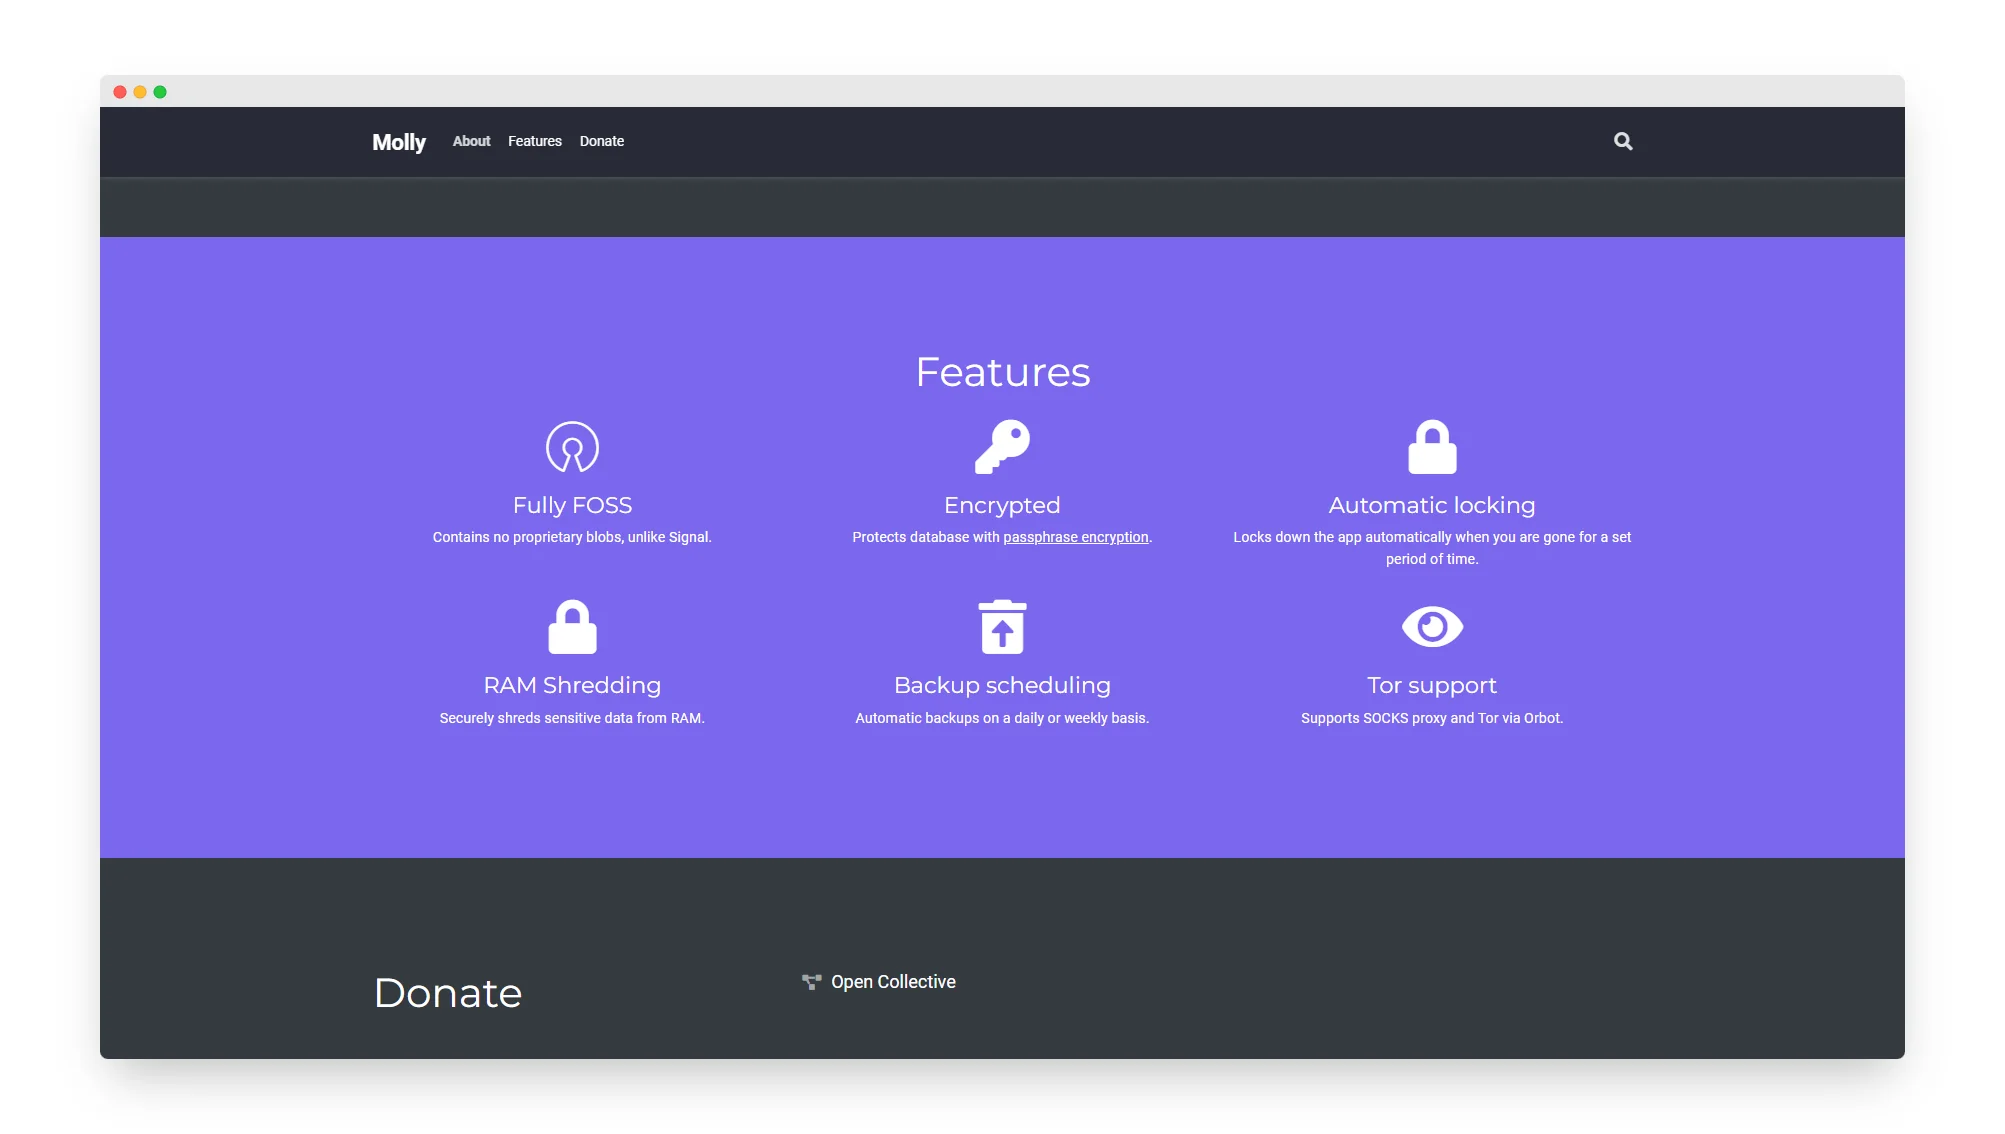 Molly About Features Donate
Features
Fully FOSS
Contains no proprietary blobs, unlike Signal.
Encrypted
Protects database with passphrase encryption.
Automatic locking
Locks down the app automatically when you are gone for a set
period of time.
RAM Shredding
Securely shreds sensitive data from RAM.
Backup scheduling
Automatic backups on a daily or weekly basis.
Tor support
Supports SOCKS proxy and Tor via Orbot.
Donate
Open Collective